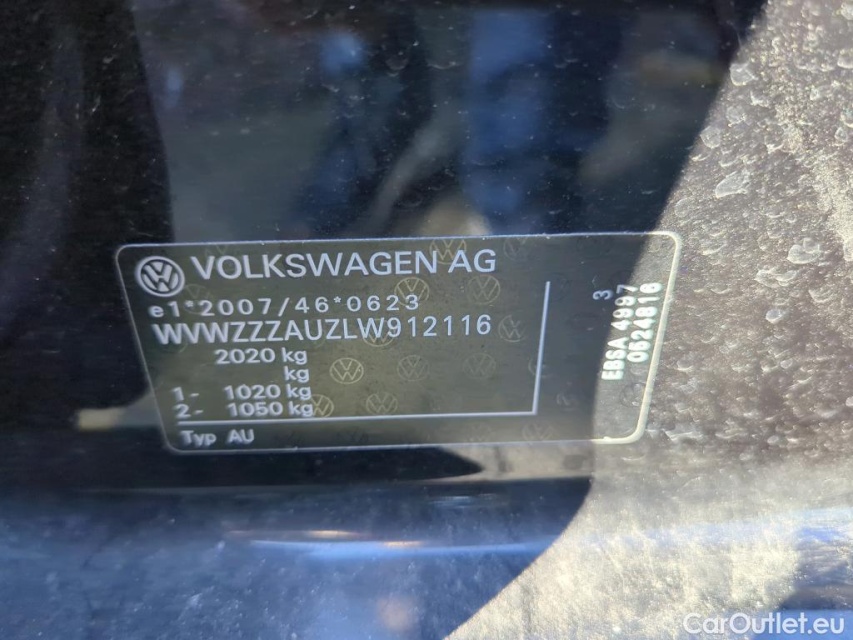 VOLKSWAGEN AG
e1*2007/46*0623
WVWZZZAUZLW912116
2020 kg
kg
1- 1020 kg
2- 1050 kg
Typ AU
3
EBSA 4997
0524816
CarOutlet.eu